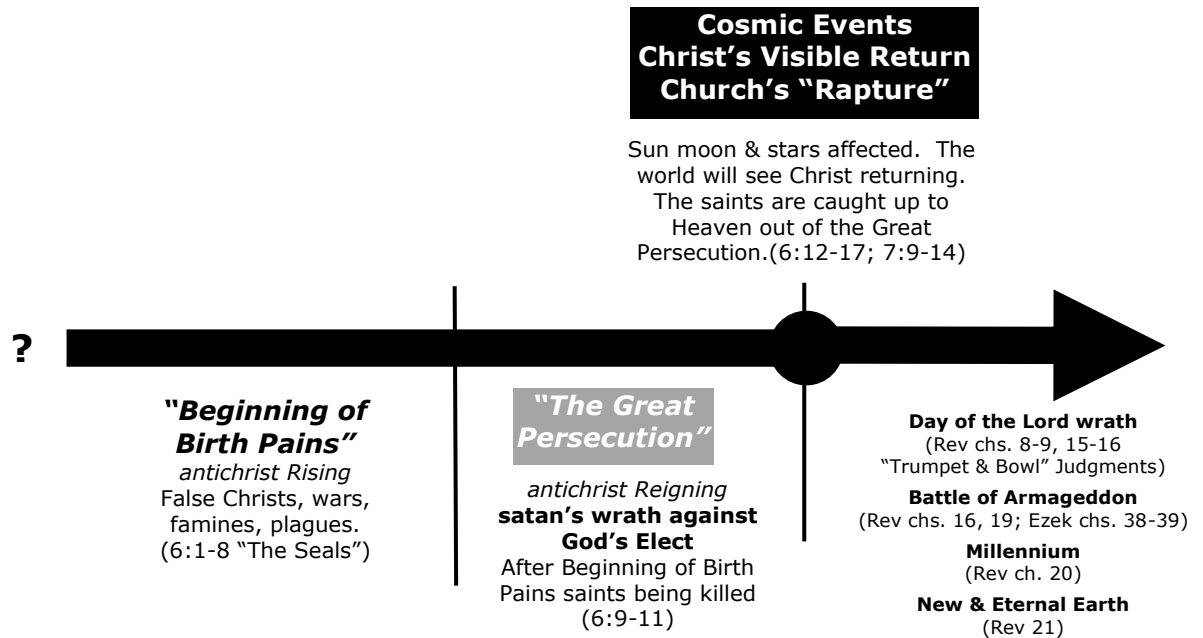 Cosmic Events
Christ’s Visible Return
Church’s “Rapture”
Sun moon & stars affected. The
world will see Christ returning.
The saints are caught up to
Heaven out of the Great
Persecution.(6:12-17; 7:9-14)
?
“Beginning of
Birth Pains”
antichrist Rising
False Christs, wars,
famines, plagues.
(6:1-8 “The Seals”)
“The Great
Persecution”
antichrist Reigning
satan’s wrath against
God’s Elect
After Beginning of Birth
Pains saints being killed
(6:9-11)
Day of the Lord wrath
(Rev chs. 8-9, 15-16
“Trumpet & Bowl” Judgments)
Battle of Armageddon
(Rev chs. 16, 19; Ezek chs. 38-39)
Millennium
(Rev ch. 20)
New & Eternal Earth
(Rev 21)